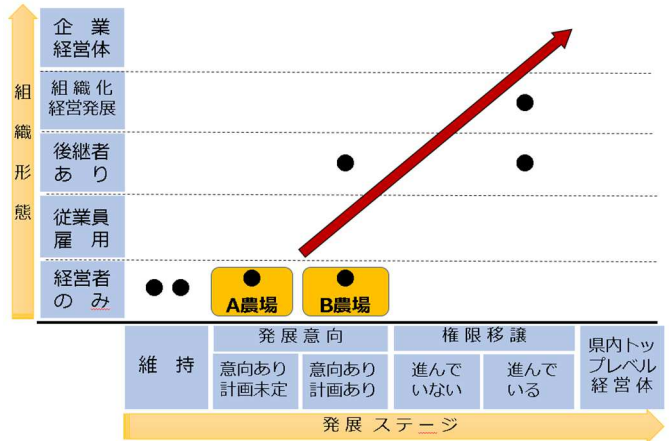 組織形態
企業
経営体
組織化
経営発展
後継者
あり
従業員
雇用
経営者
のみ
A農場
B農場
維持
発展意向
権限移譲
県内トッ
プレベル
経営体
意向あり
計画未定
意向あり
計画あり
進んで
いない
進んで
いる
発展ステージ